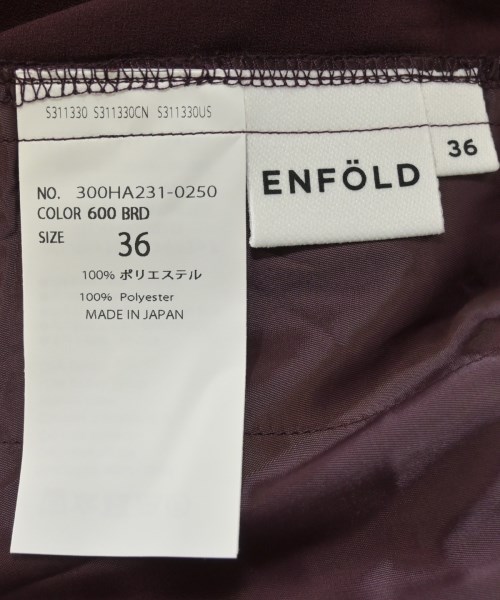 S311330 S311330CN S311330US
NO. 300HA231-0250
COLOR 600 BRD
SIZE 36
100% ポリエステル
100% Polyester
MADE IN JAPAN
ENFÖLD
36